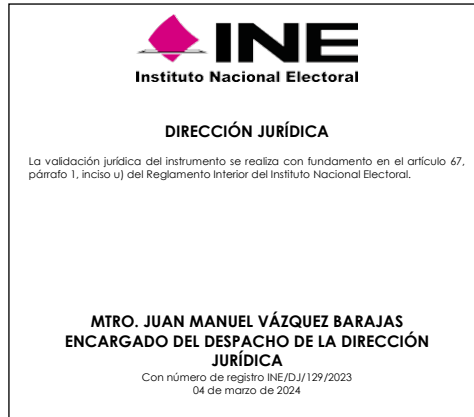 INE
Instituto Nacional Electoral
DIRECCIÓN JURÍDICA
La validación jurídica del instrumento se realiza con fundamento en el artículo 67,
párrafo 1, inciso u) del Reglamento Interior del Instituto Nacional Electoral.
MTRO. JUAN MANUEL VÁZQUEZ BARAJAS
ENCARGADO DEL DESPACHO DE LA DIRECCIÓN
JURÍDICA
Con número de registro INE/DJ/129/2023
04 de marzo de 2024